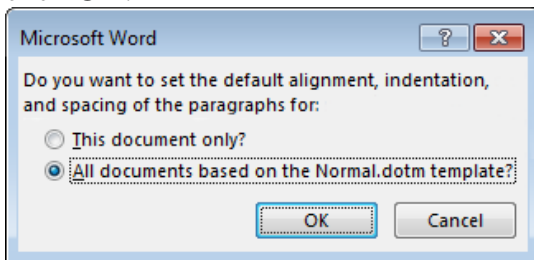 Microsoft Word
Do you want to set the default alignment, indentation,
and spacing of the paragraphs for:
This document only?
All documents based on the Normal.dotm template?
OK Cancel